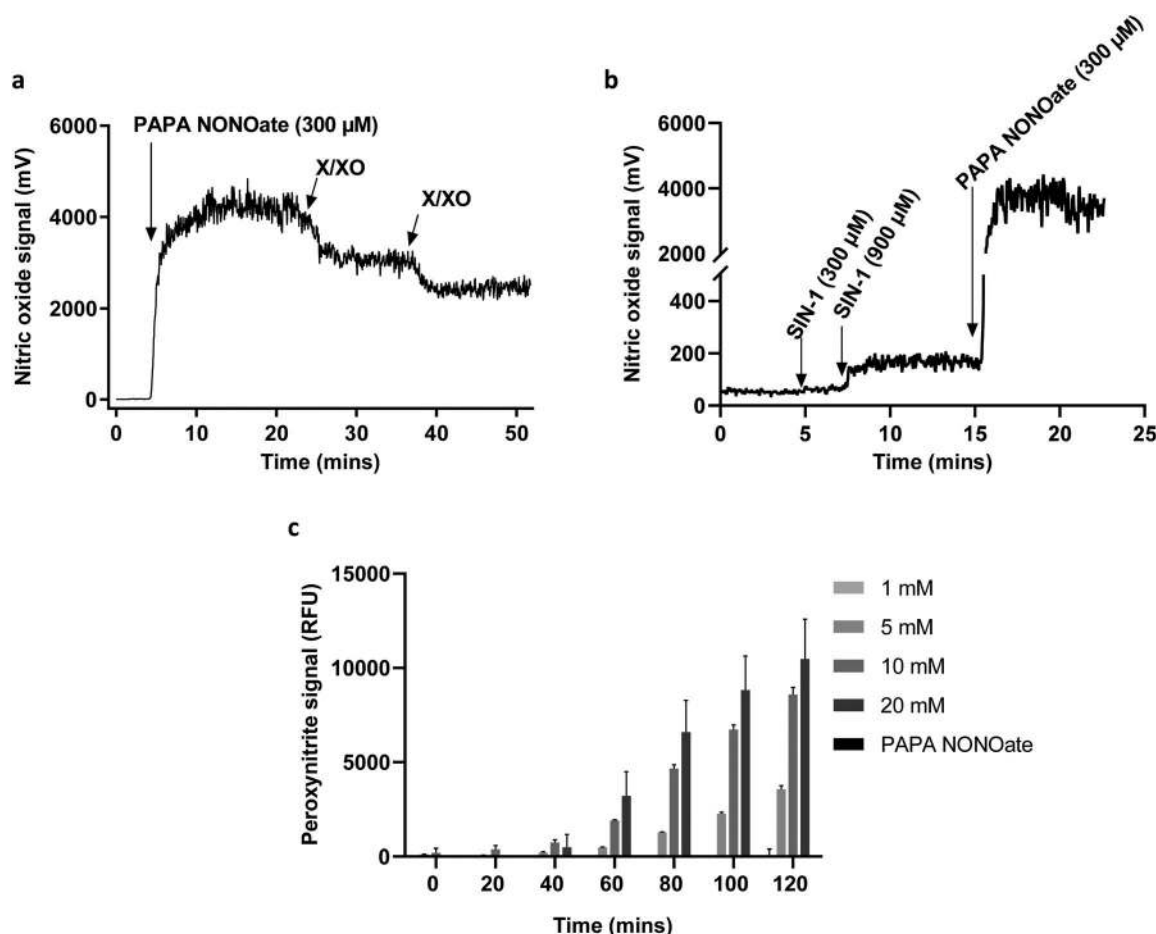 a
PAPA NONOate (300 µM)
X/XO
X/XO
6000
4000
2000
0
Nitric oxide signal (mV)
0 10 20 30 40 50
Time (mins)
b
SIN-1 (300 µM)
SIN-1 (900 µM)
PAPA NONOate (300 µM)
6000
4000
2000
400
200
0
Nitric oxide signal (mV)
0 5 10 15 20 25
Time (mins)
c
15000
10000
5000
0
Peroxynitrite signal (RFU)
0 20 40 60 80 100 120
Time (mins)
1 mM
5 mM
10 mM
20 mM
PAPA NONOate